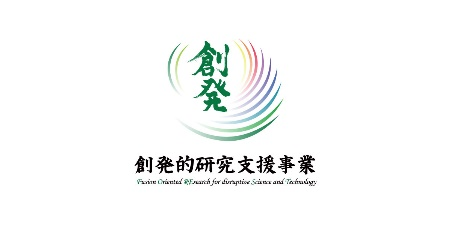 創発
創発的研究支援事業
Fusion Oriented REsearch for disruptive Science and Technology